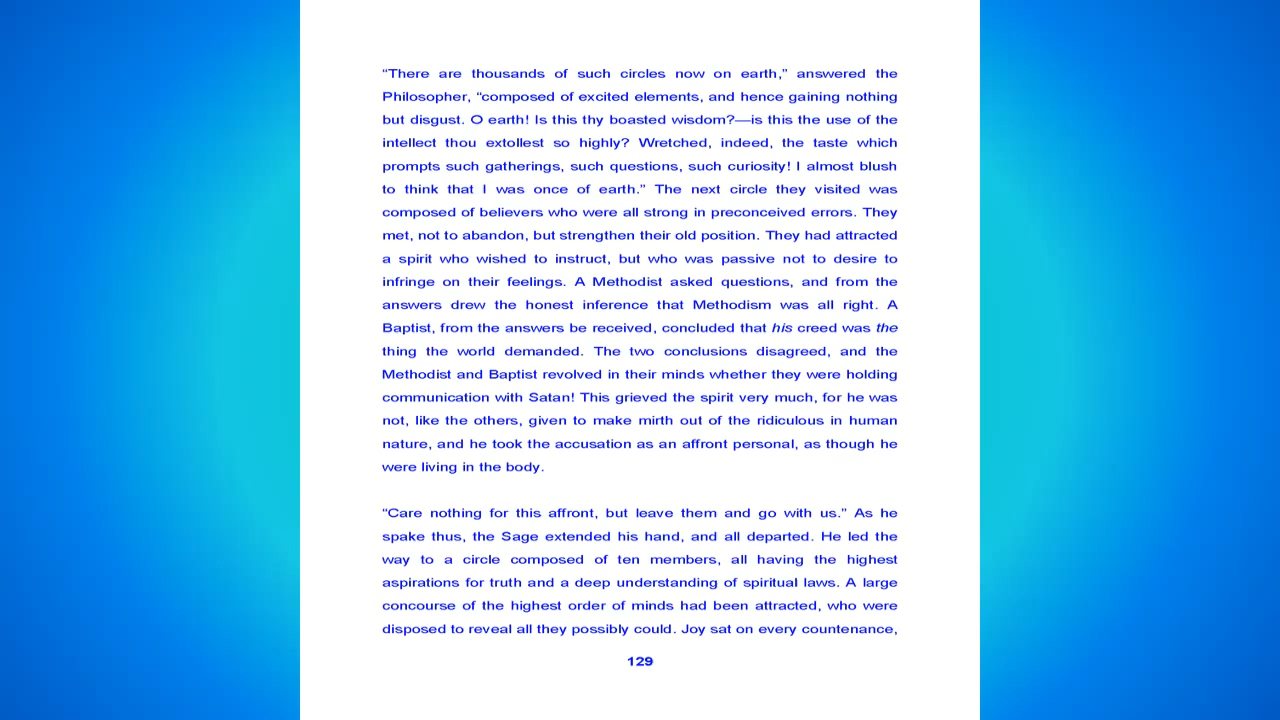 “There are thousands of such circles now on earth,” answered the
Philosopher, “composed of excited elements, and hence gaining nothing
but disgust. O earth! Is this thy boasted wisdom?—is this the use of the
intellect thou extollest so highly? Wretched, indeed, the taste which
prompts such gatherings, such questions, such curiosity! I almost blush
to think that I was once of earth.” The next circle they visited was
composed of believers who were all strong in preconceived errors. They
met, not to abandon, but strengthen their old position. They had attracted
a spirit who wished to instruct, but who was passive not to desire to
infringe on their feelings. A Methodist asked questions, and from the
answers drew the honest inference that Methodism was all right. A
Baptist, from the answers be received, concluded that his creed was the
thing the world demanded. The two conclusions disagreed, and the
Methodist and Baptist revolved in their minds whether they were holding
communication with Satan! This grieved the spirit very much, for he was
not, like the others, given to make mirth out of the ridiculous in human
nature, and he took the accusation as an affront personal, as though he
were living in the body.
“Care nothing for this affront, but leave them and go with us.” As he
spake thus, the Sage extended his hand, and all departed. He led the
way to a circle composed of ten members, all having the highest
aspirations for truth and a deep understanding of spiritual laws. A large
concourse of the highest order of minds had been attracted, who were
disposed to reveal all they possibly could. Joy sat on every countenance,
129